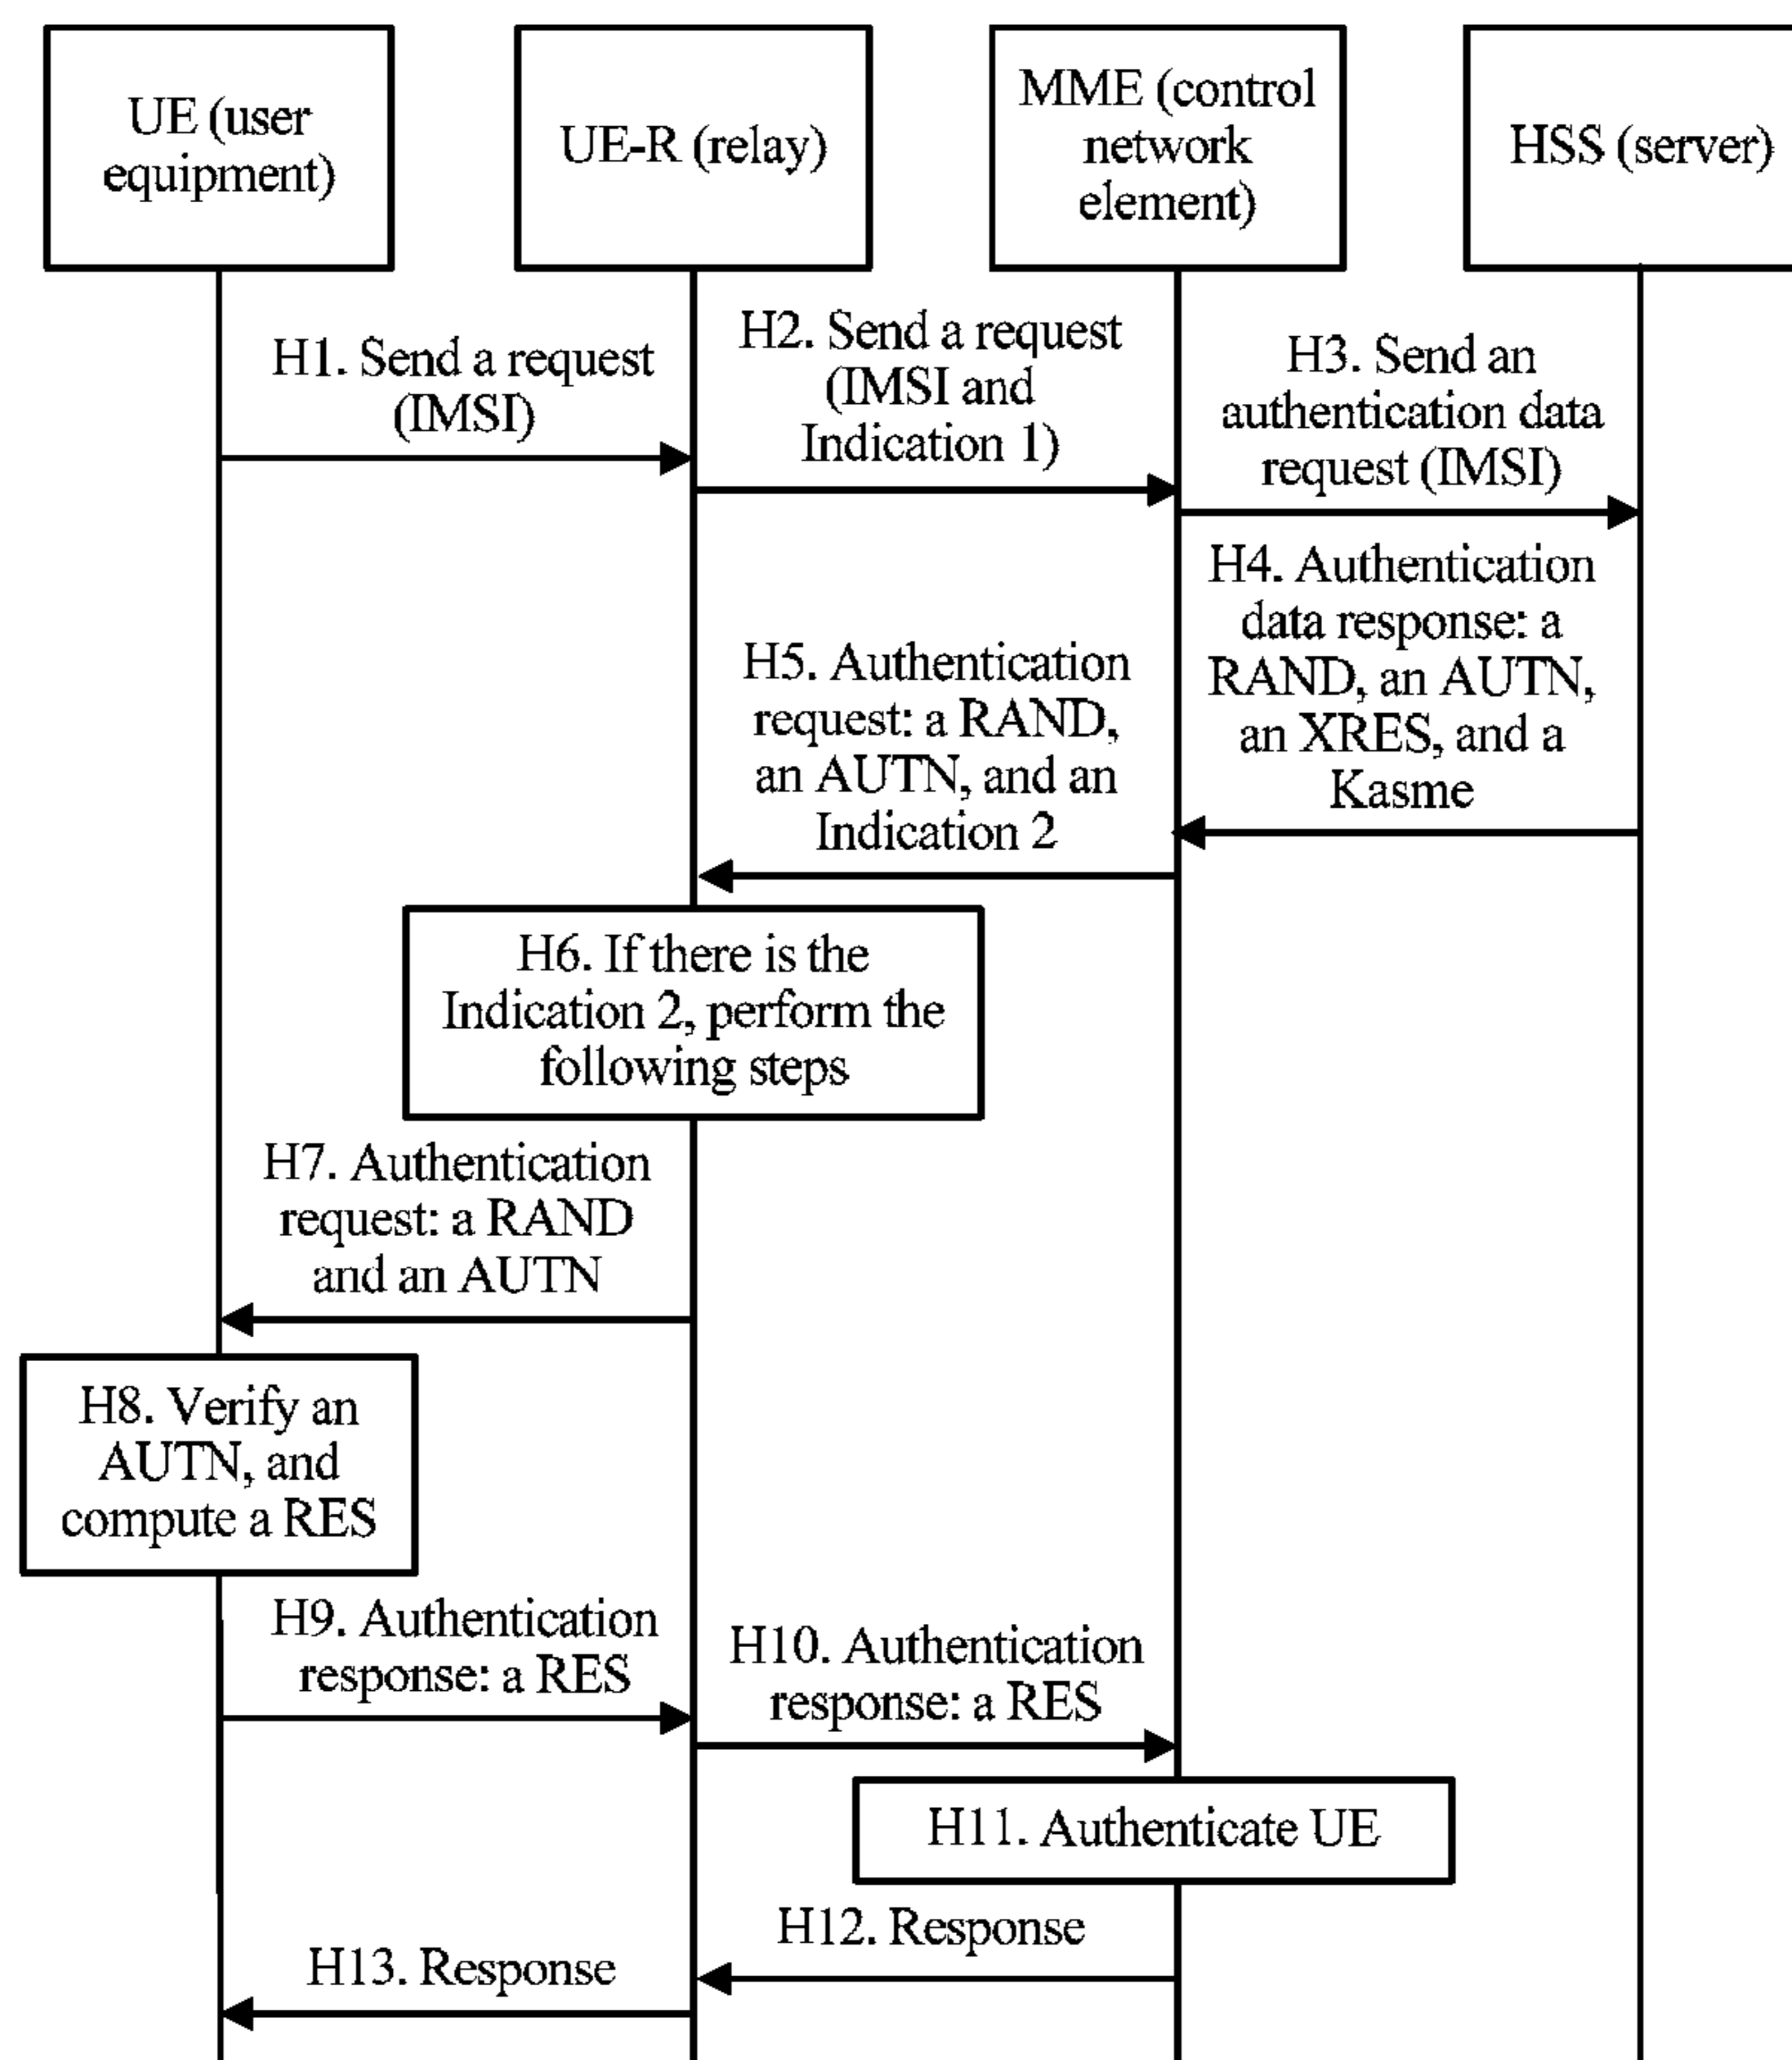 UE (user
equipment)
UE-R (relay)
MME (control
network
element)
HSS (server)
H1. Send a request
(IMSI)
H2. Send a request
(IMSI and
Indication 1)
H3. Send an
authentication data
request (IMSI)
H4. Authentication
data response: a
RAND, an AUTN,
an XRES, and a
Kasme
H5. Authentication
request: a RAND,
an AUTN, and an
Indication 2
H6. If there is the
Indication 2, perform the
following steps
H7. Authentication
request: a RAND
and an AUTN
H8. Verify an
AUTN, and
compute a RES
H9. Authentication
response: a RES
H10. Authentication
response: a RES
H11. Authenticate UE
H12. Response
H13. Response